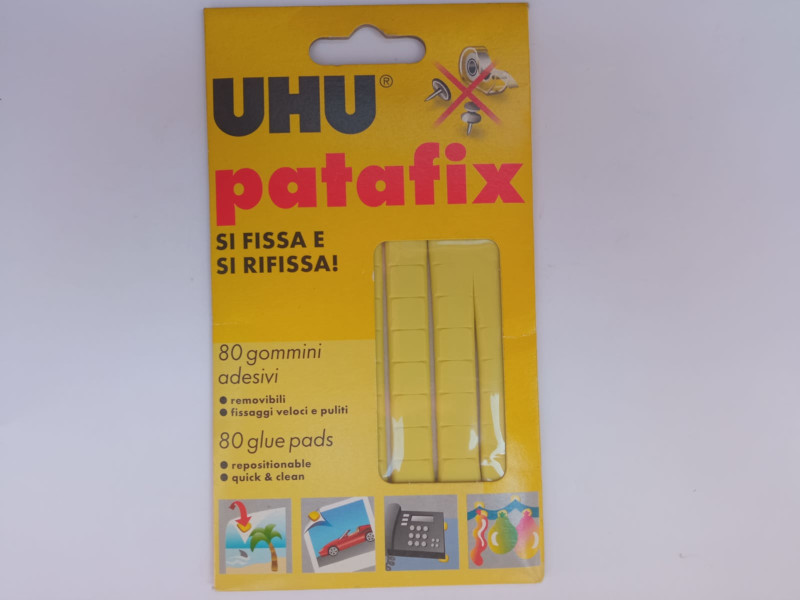 UHU®
patafix
SI FISSA E
SI RIFISSA!
80 gommini
adesivi
● removibili
● fissaggi veloci e puliti
80 glue pads
● repositionable
● quick & clean